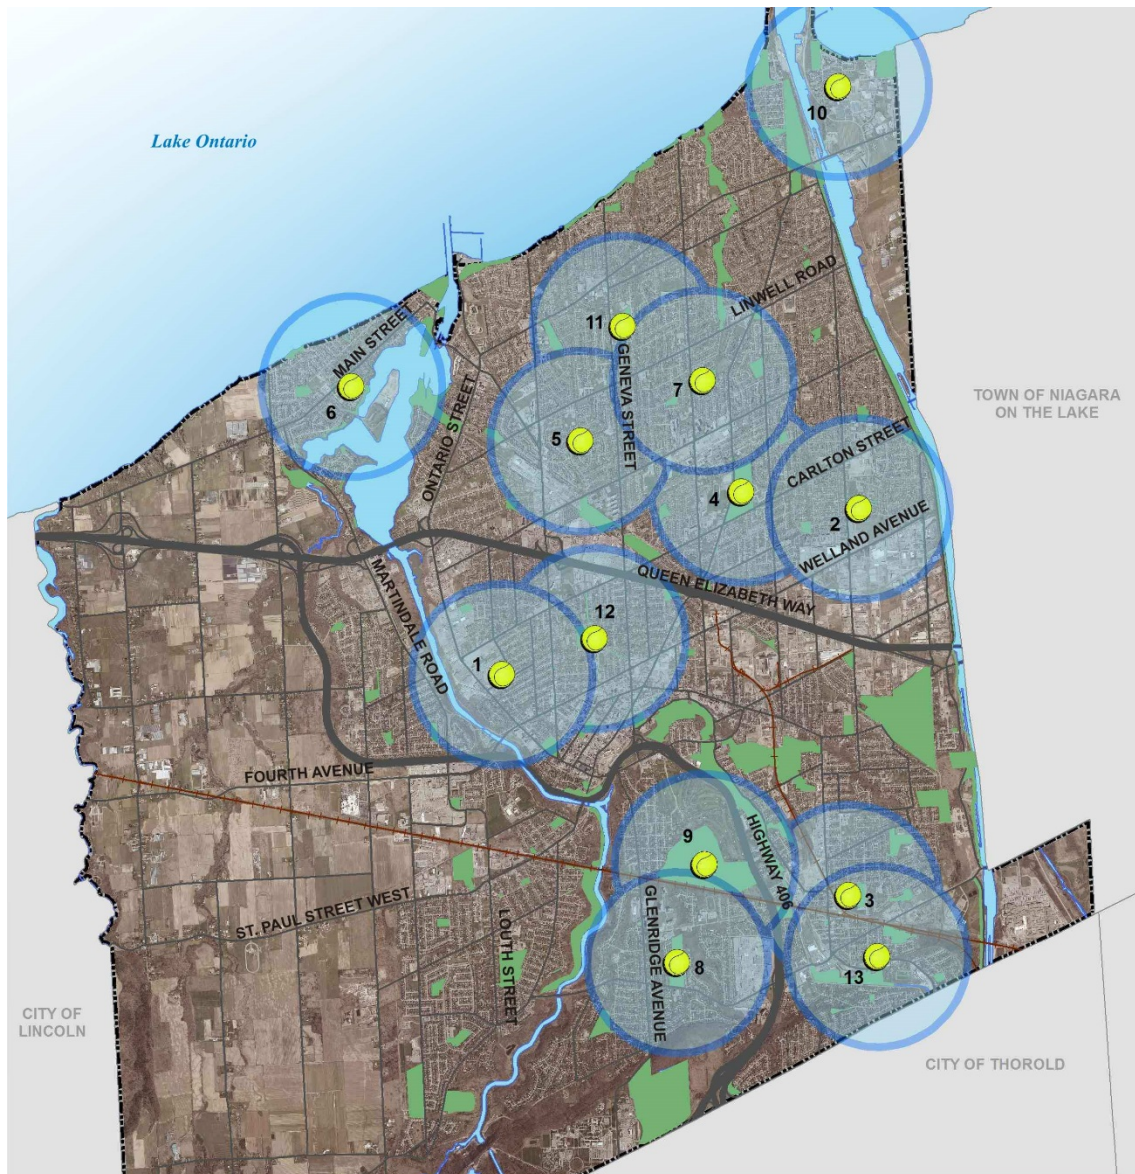 10
Lake Ontario
LINWELL ROAD
11
GENEVA STREET
MAIN STREET
7
6
TOWN OF NIAGARA
ON THE LAKE
ONTARIO STREET
5
CARLTON STREET
4
2
WELLAND AVENUE
QUEEN ELIZABETH WAY
MARTINDALE ROAD
12
1
FOURTH AVENUE
HIGHWAY 406
9
3
ST. PAUL STREET WEST
LOUTH STREET
GLENRIDGE AVENUE
8
13
CITY OF
LINCOLN
CITY OF THOROLD